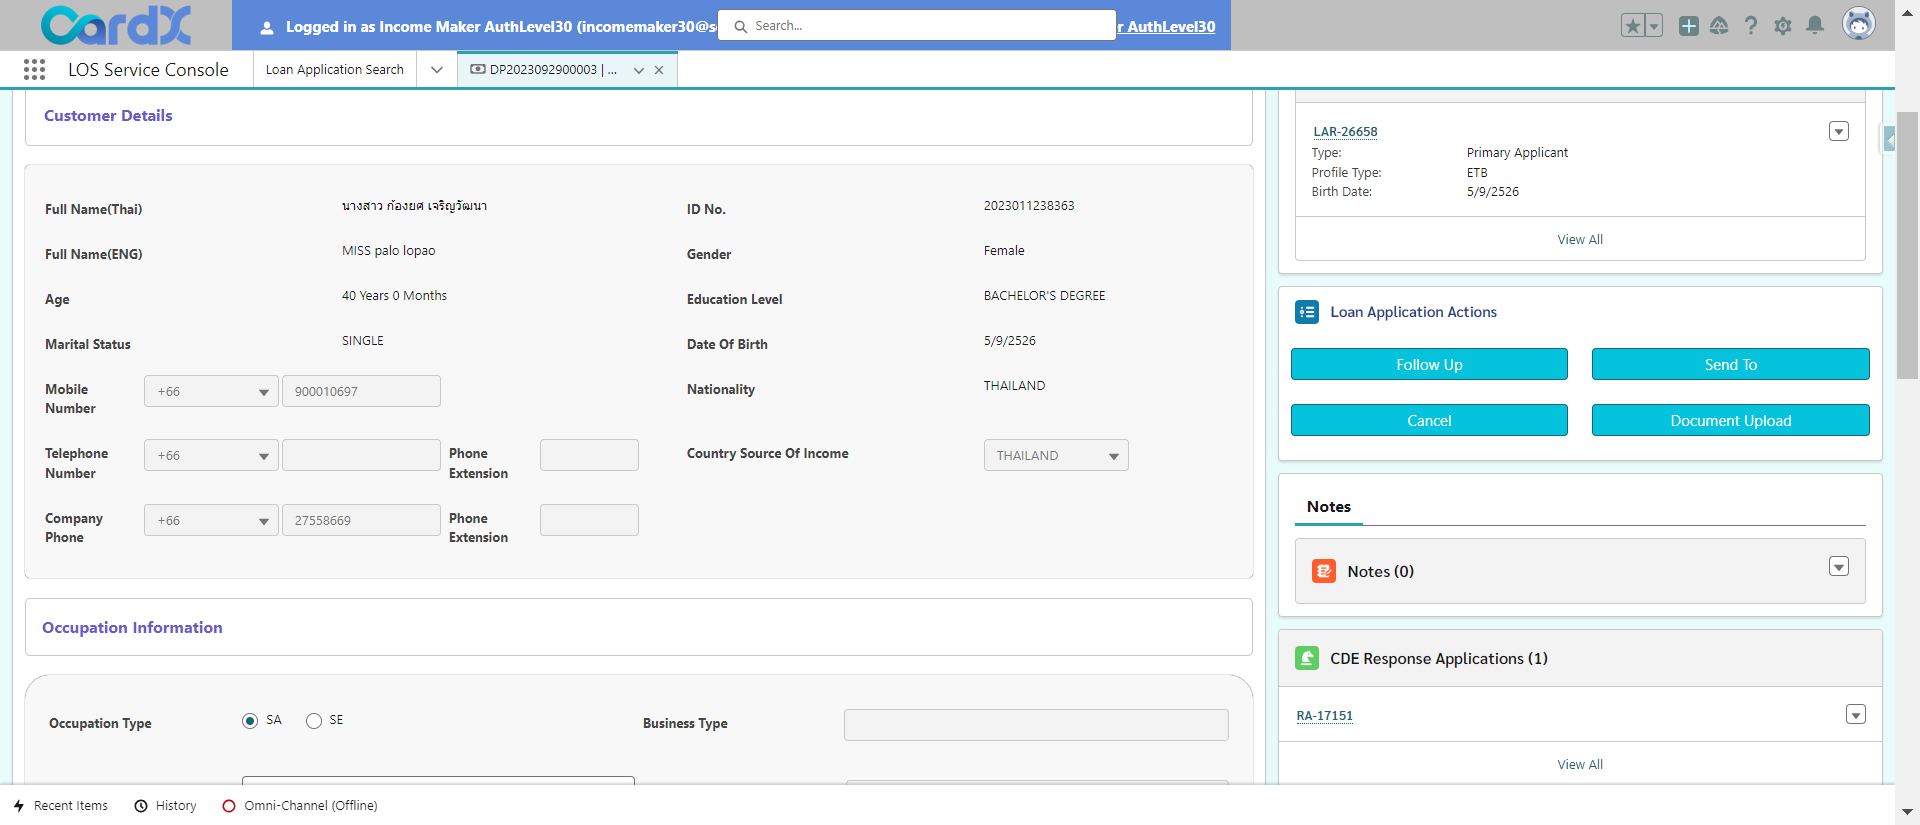 CardX
Logged in as Income Maker AuthLevel30 (incomemaker30@s
Search...
r AuthLevel30
LOS Service Console
Loan Application Search
DP2023092900003 | ...
Customer Details
Full Name(Thai)
นางสาว ก้องยศ เจริญวัฒนา
ID No.
2023011238363
Full Name(ENG)
MISS palo lopao
Gender
Female
Age
40 Years 0 Months
Education Level
BACHELOR'S DEGREE
Marital Status
SINGLE
Date Of Birth
5/9/2526
Mobile
Number
+66
900010697
Nationality
THAILAND
Telephone
Number
+66
Phone
Extension
Country Source Of Income
THAILAND
Company
Phone
+66
27558669
Phone
Extension
Occupation Information
Occupation Type
SA
SE
Business Type
LAR-26658
Type:
Primary Applicant
Profile Type:
ETB
Birth Date:
5/9/2526
View All
Loan Application Actions
Follow Up
Send To
Cancel
Document Upload
Notes
Notes (0)
CDE Response Applications (1)
RA-17151
View All
Recent Items
History
Omni-Channel (Offline)